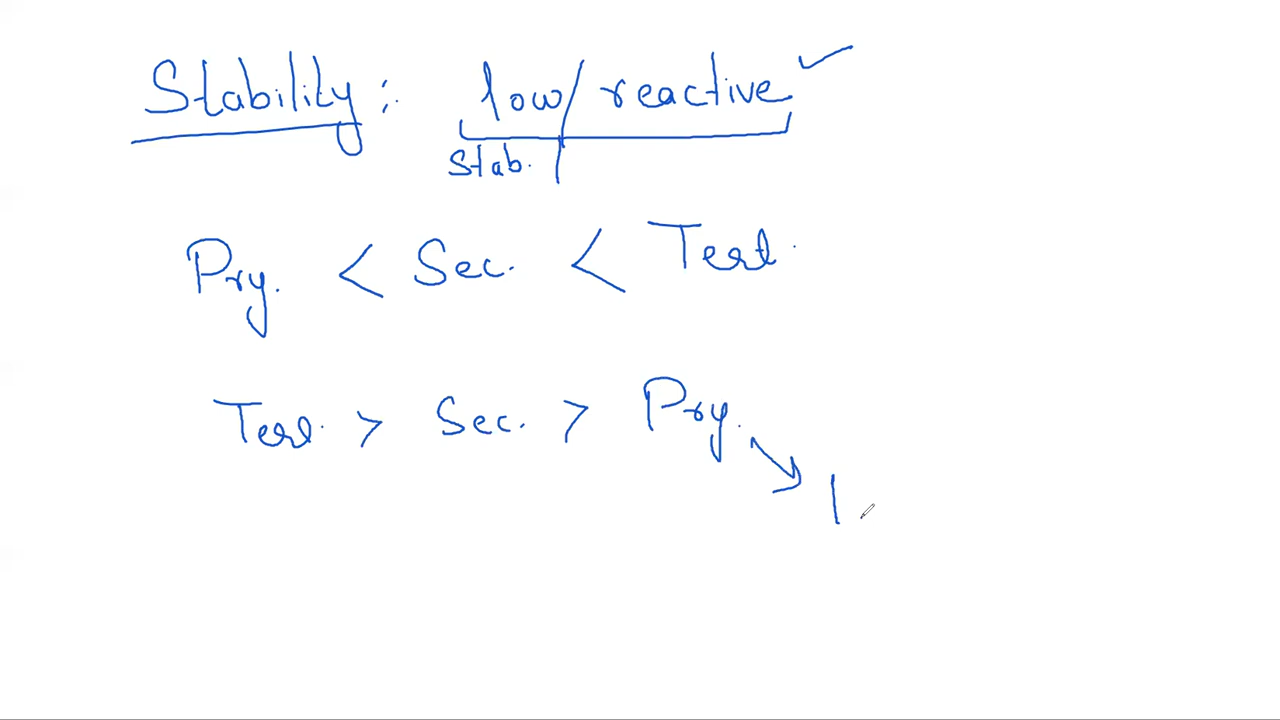 Stability : low/reactive ✓
Stab.
Pry. < Sec. < Tert.
Tert. > Sec. > Pry.